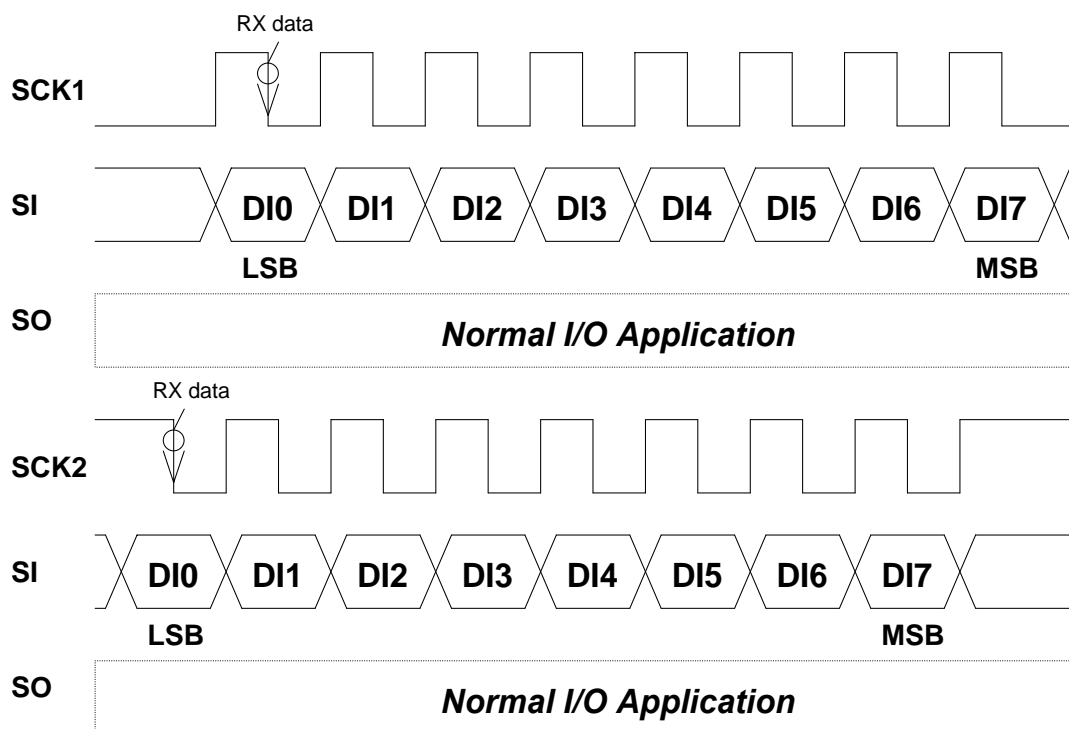 RX data
SCK1
SI DI0 DI1 DI2 DI3 DI4 DI5 DI6 DI7
LSB MSB
SO Normal I/O Application
RX data
SCK2
SI DI0 DI1 DI2 DI3 DI4 DI5 DI6 DI7
LSB MSB
SO Normal I/O Application